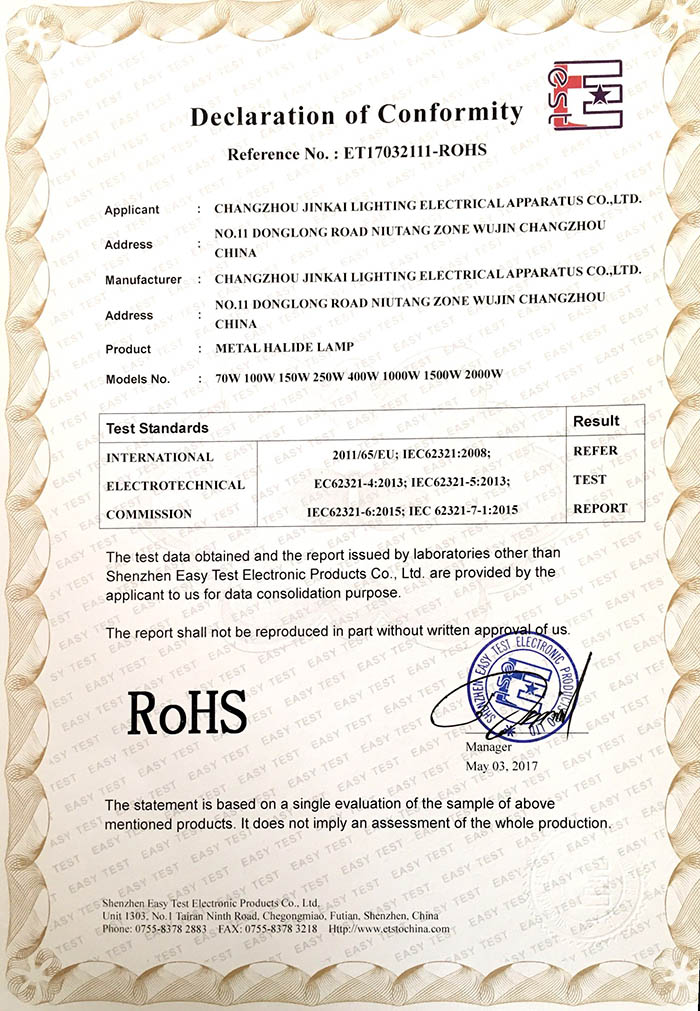 est E
Declaration of Conformity
Reference No. : ET17032111-ROHS
Applicant : CHANGZHOU JINKAI LIGHTING ELECTRICAL APPARATUS CO.,LTD.
Address : NO.11 DONGLONG ROAD NIUTANG ZONE WUJIN CHANGZHOU
CHINA
Manufacturer : CHANGZHOU JINKAI LIGHTING ELECTRICAL APPARATUS CO.,LTD.
Address : NO.11 DONGLONG ROAD NIUTANG ZONE WUJIN CHANGZHOU
CHINA
Product : METAL HALIDE LAMP
Models No. : 70W 100W 150W 250W 400W 1000W 1500W 2000W
Test Standards Result
INTERNATIONAL 2011/65/EU; IEC62321:2008; REFER
ELECTROTECHNICAL EC62321-4:2013; IEC62321-5:2013; TEST
COMMISSION IEC62321-6:2015; IEC 62321-7-1:2015 REPORT
The test data obtained and the report issued by laboratories other than
Shenzhen Easy Test Electronic Products Co., Ltd. are provided by the
applicant to us for data consolidation purpose.
The report shall not be reproduced in part without written approval of us.
SHENZHEN EASY TEST ELECTRONIC PRODUCTS CO LTD
RoHS
Manager
May 03, 2017
The statement is based on a single evaluation of the sample of above
mentioned products. It does not imply an assessment of the whole production.
Shenzhen Easy Test Electronic Products Co., Ltd.
Unit 1303, No.1 Tairan Ninth Road, Chegongmiao, Futian, Shenzhen, China
Phone: 0755-8378 2883 FAX: 0755-8378 3218 Http://www.etstochina.com